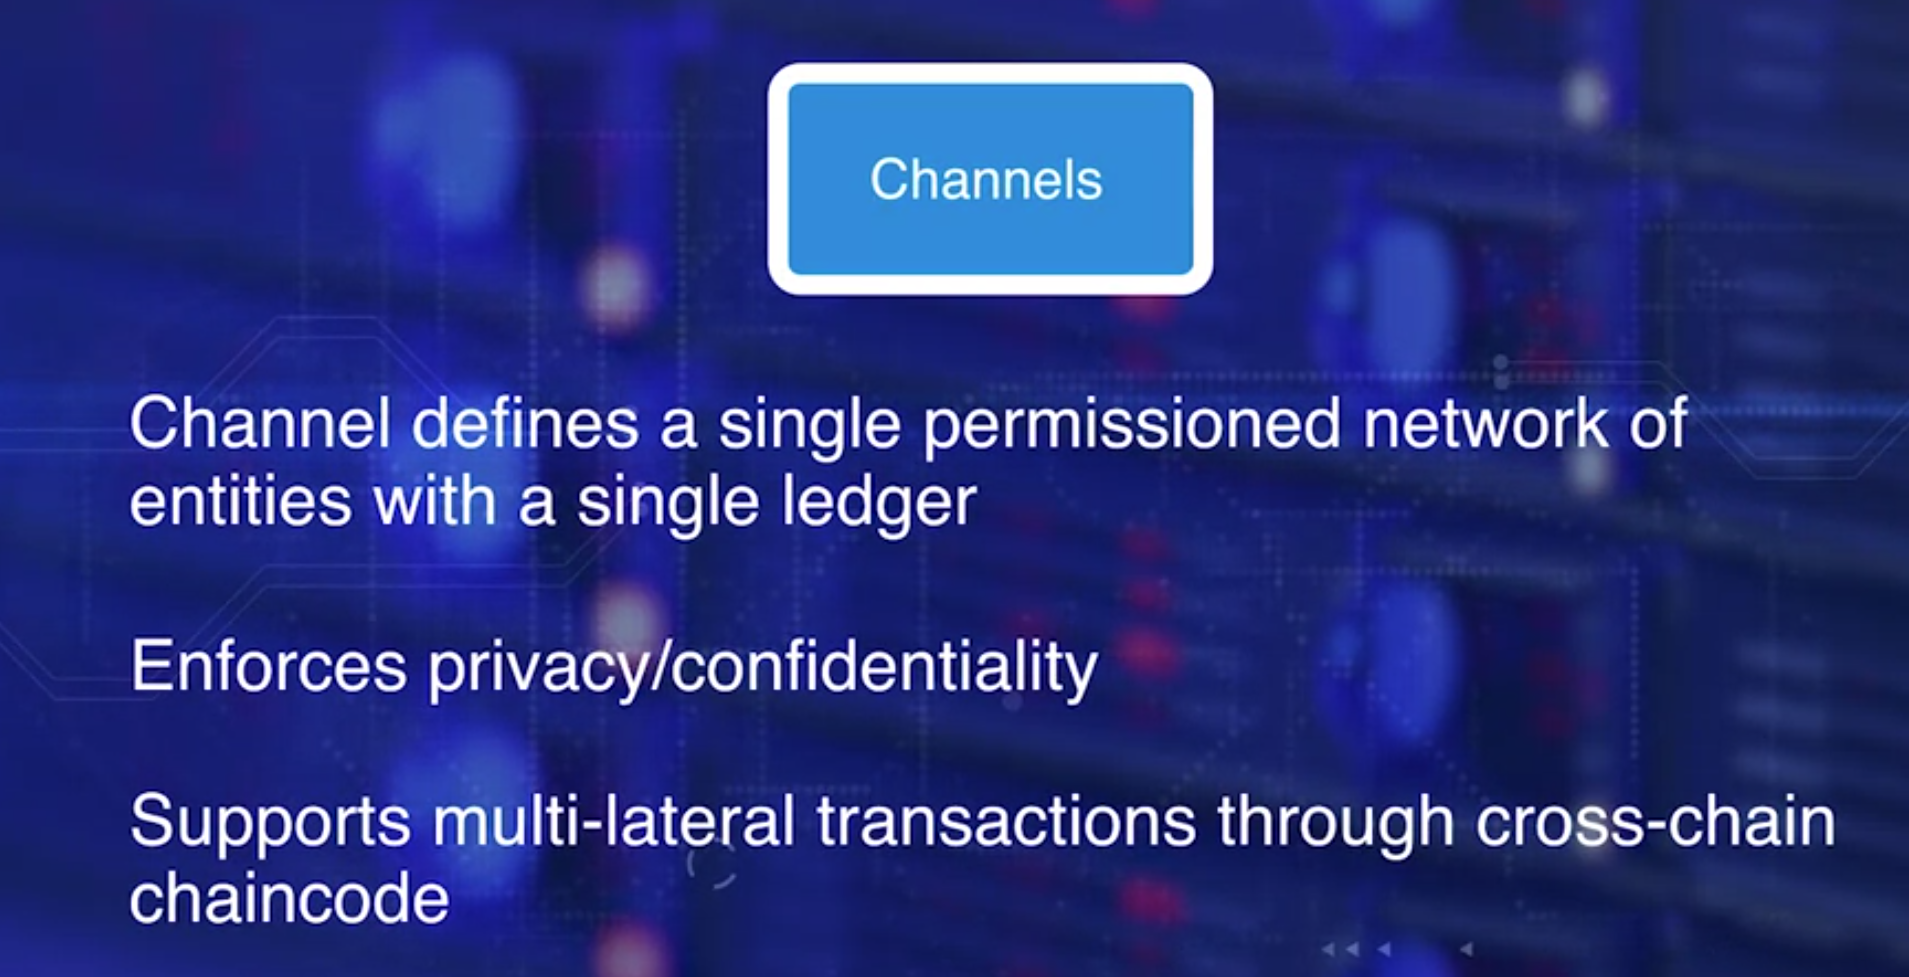 Channels
Channel defines a single permissioned network of
entities with a single ledger
Enforces privacy/confidentiality
Supports multi-lateral transactions through cross-chain
chaincode